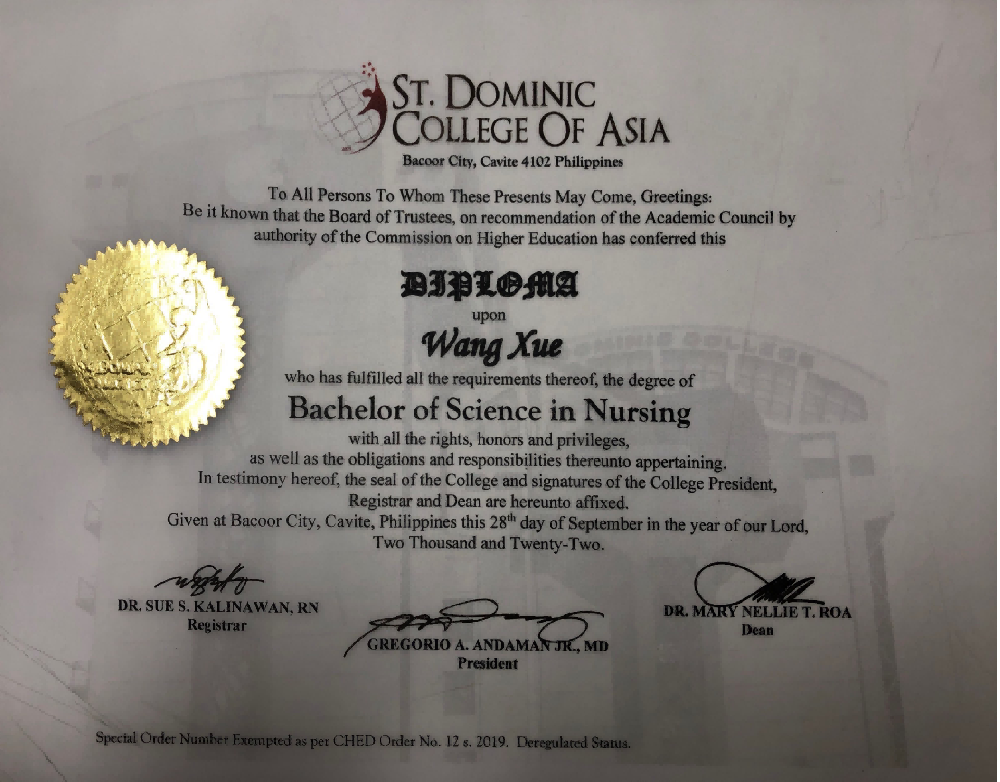 ST. DOMINIC
COLLEGE OF ASIA
Bacoor City, Cavite 4102 Philippines
To All Persons To Whom These Presents May Come, Greetings:
Be it known that the Board of Trustees, on recommendation of the Academic Council by
authority of the Commission on Higher Education has conferred this
DIPLOMA
upon
Wang Xue
who has fulfilled all the requirements thereof, the degree of
Bachelor of Science in Nursing
with all the rights, honors and privileges,
as well as the obligations and responsibilities thereunto appertaining.
In testimony hereof, the seal of the College and signatures of the College President,
Registrar and Dean are hereunto affixed.
Given at Bacoor City, Cavite, Philippines this 28th day of September in the year of our Lord,
Two Thousand and Twenty-Two.
DR. SUE S. KALINAWAN, RN
Registrar
GREGORIO A. ANDAMAN JR., MD
President
DR. MARY NELLIE T. ROA
Dean
Special Order Number Exempted as per CHED Order No. 12 s. 2019. Deregulated Status.